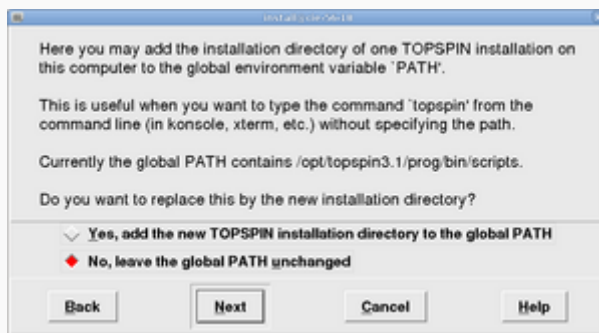 Here you may add the installation directory of one TOPSPIN installation on
this computer to the global environment variable `PATH'.
This is useful when you want to type the command `topspin' from the
command line (in konsole, xterm, etc.) without specifying the path.
Currently the global PATH contains /opt/topspin3.1/prog/bin/scripts.
Do you want to replace this by the new installation directory?
Yes, add the new TOPSPIN installation directory to the global PATH
No, leave the global PATH unchanged
Back Next Cancel Help